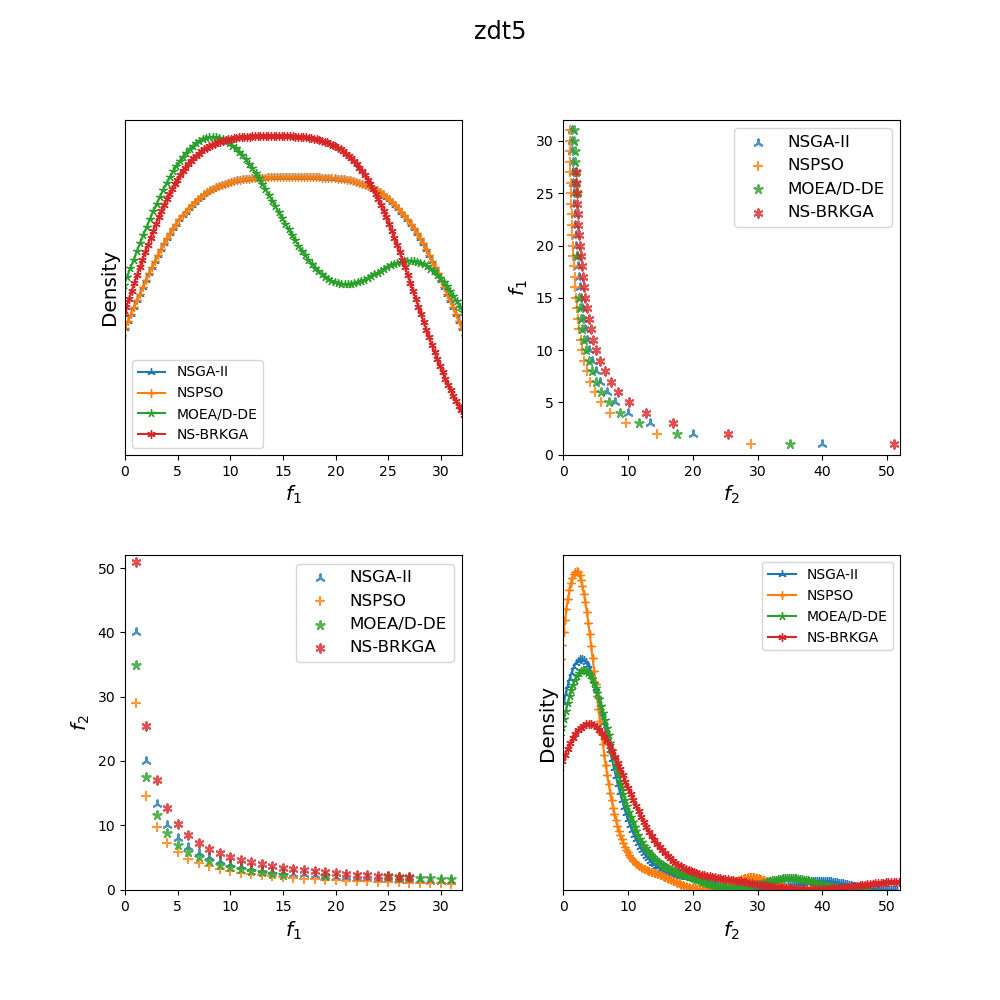 zdt5
Density
NSGA-II
NSPSO
MOEA/D-DE
NS-BRKGA
0 5 10 15 20 25 30
f1
f1
30
25
20
15
10
5
0
NSGA-II
NSPSO
MOEA/D-DE
NS-BRKGA
0 10 20 30 40 50
f2
f2
50
40
30
20
10
0
NSGA-II
NSPSO
MOEA/D-DE
NS-BRKGA
0 5 10 15 20 25 30
f1
Density
NSGA-II
NSPSO
MOEA/D-DE
NS-BRKGA
0 10 20 30 40 50
f2